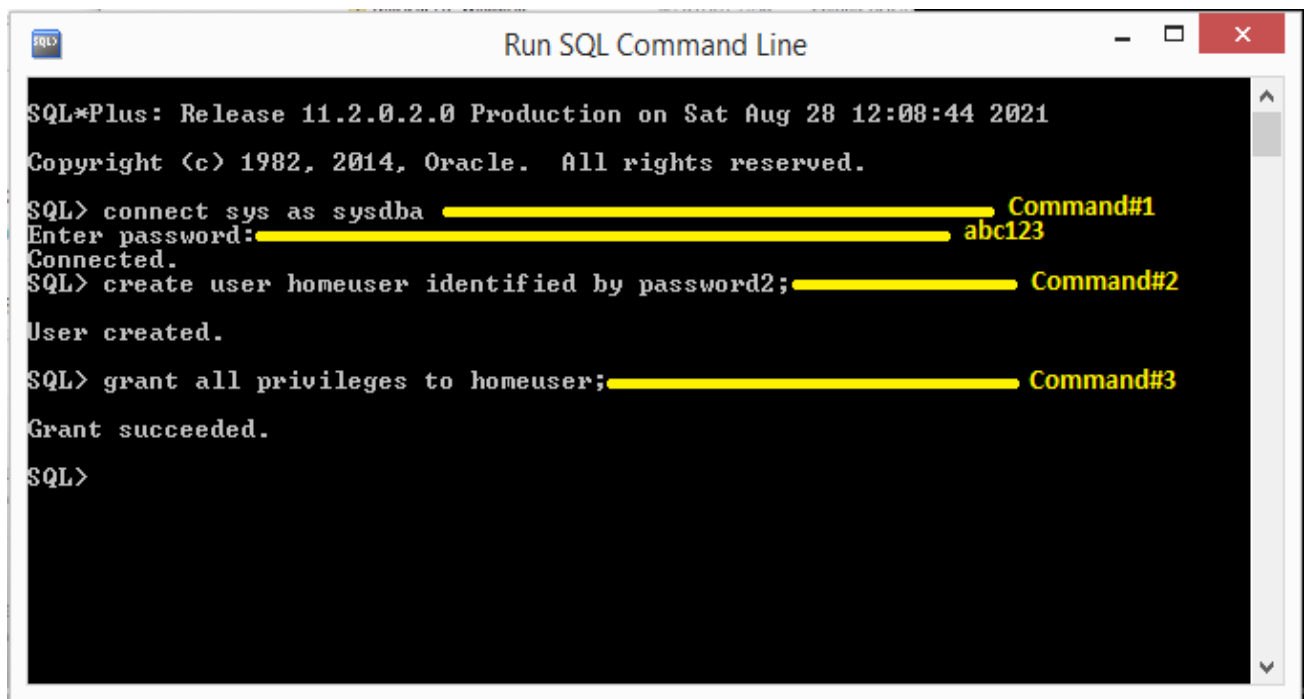 SQL>
Run SQL Command Line
SQL*Plus: Release 11.2.0.2.0 Production on Sat Aug 28 12:08:44 2021
Copyright (c) 1982, 2014, Oracle.  All rights reserved.
SQL> connect sys as sysdba Command#1
Enter password: abc123
Connected.
SQL> create user homeuser identified by password2; Command#2
User created.
SQL> grant all privileges to homeuser; Command#3
Grant succeeded.
SQL>